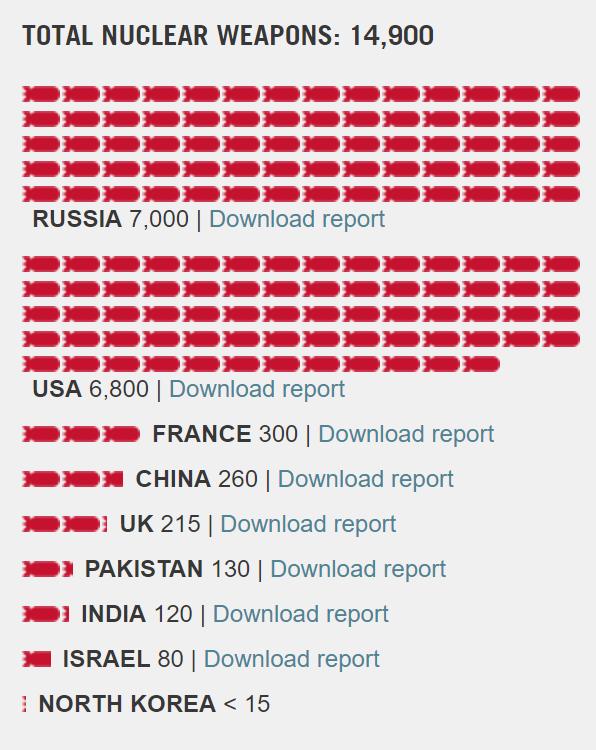 TOTAL NUCLEAR WEAPONS: 14,900
RUSSIA 7,000 | Download report
USA 6,800 | Download report
FRANCE 300 | Download report
CHINA 260 | Download report
UK 215 | Download report
PAKISTAN 130 | Download report
INDIA 120 | Download report
ISRAEL 80 | Download report
NORTH KOREA < 15